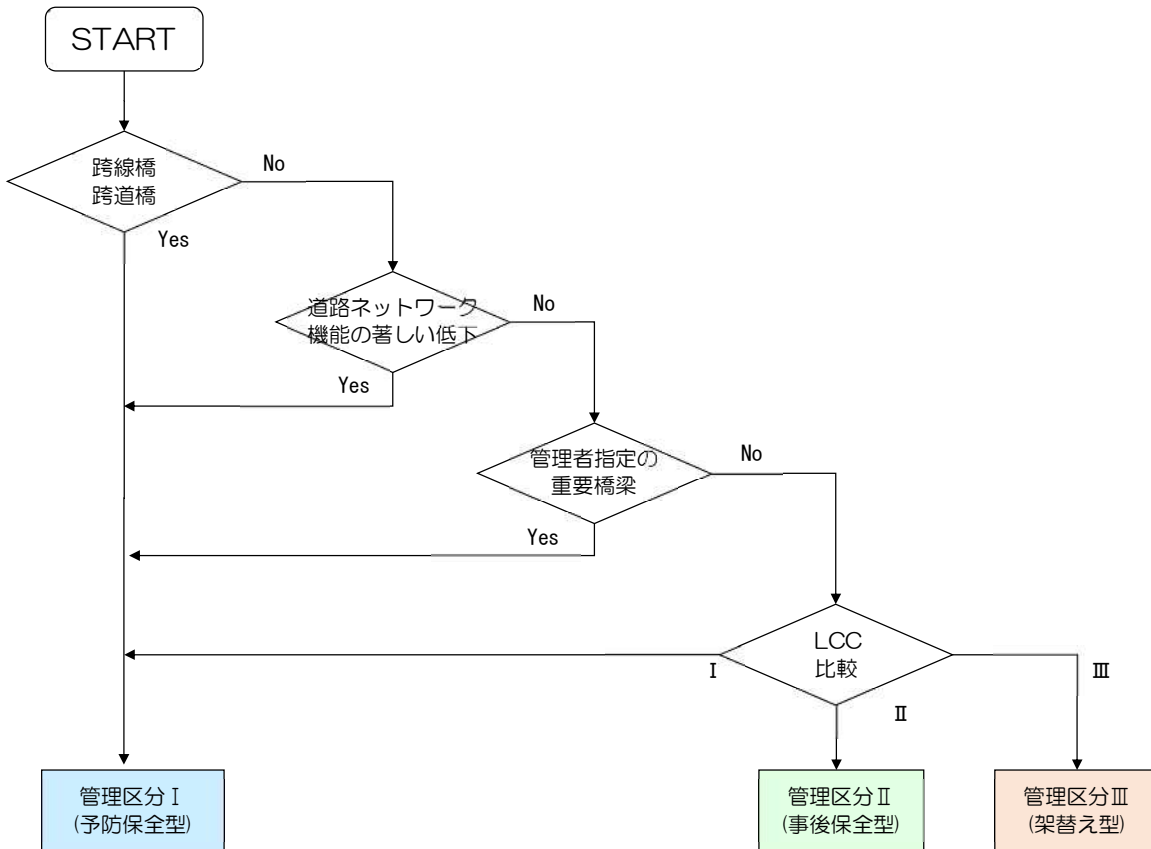 START
跨線橋
跨道橋
No
Yes
道路ネットワーク
機能の著しい低下
No
Yes
管理者指定の
重要橋梁
No
Yes
LCC
比較
Ⅰ
Ⅱ
Ⅲ
管理区分Ⅰ
(予防保全型)
管理区分Ⅱ
(事後保全型)
管理区分Ⅲ
(架替え型)